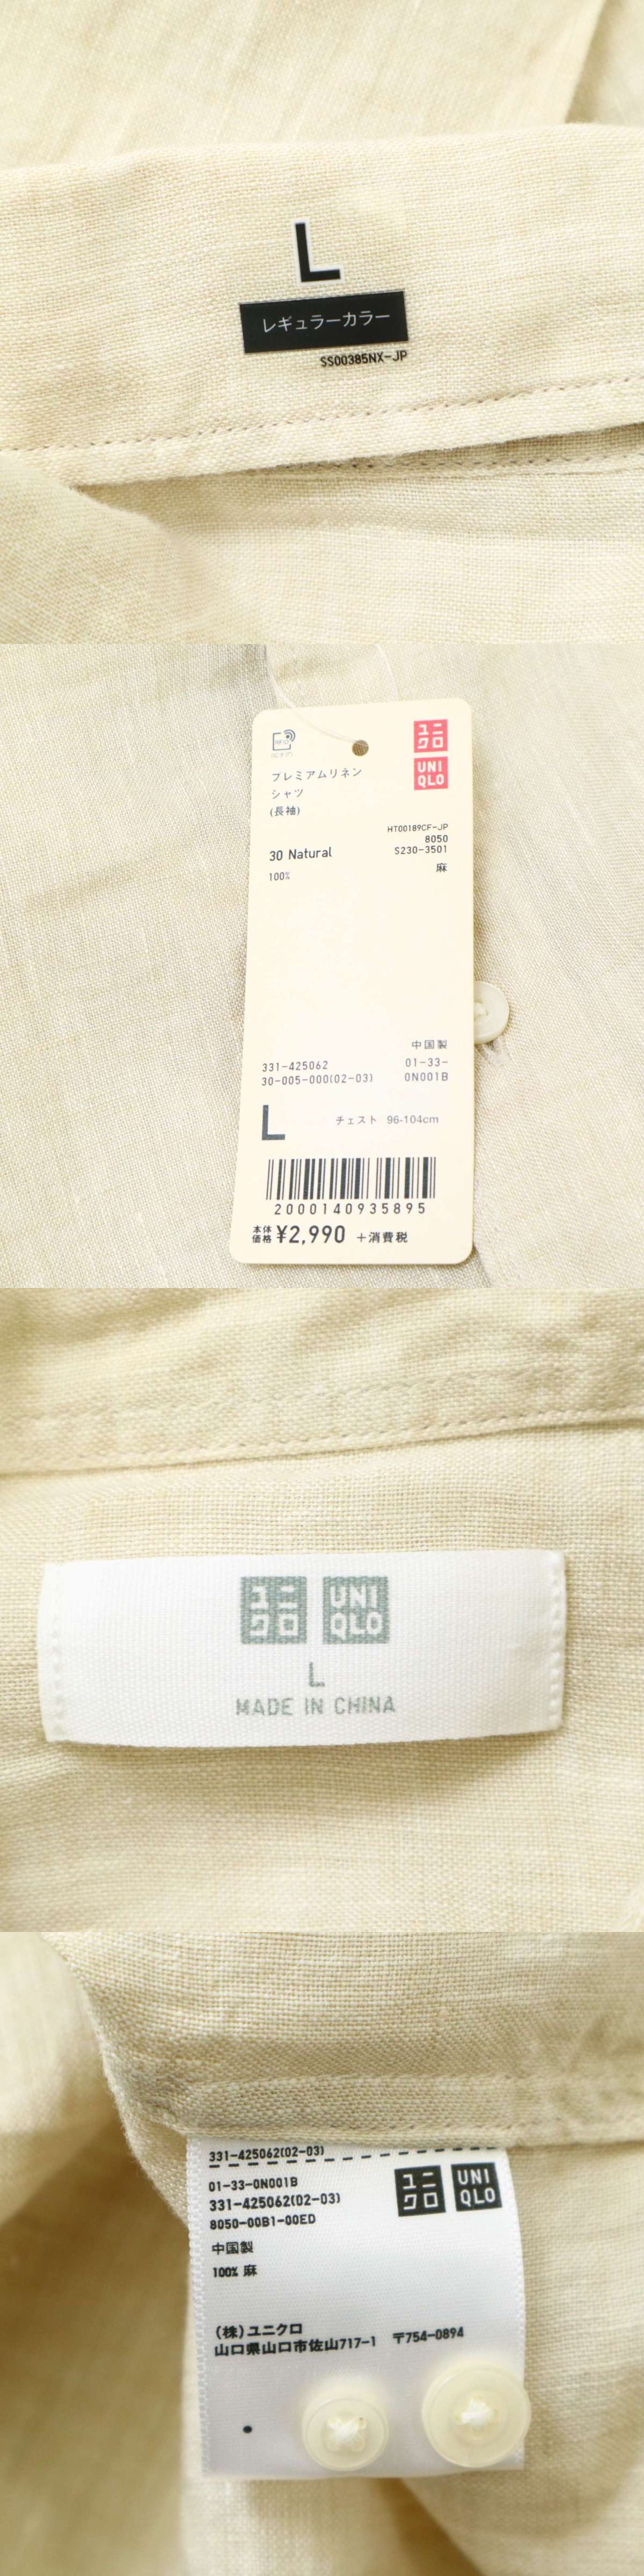 L
レギュラーカラー
SS00385NX-JP
ユニ
クロ
UNI
QLO
プレミアムリネン
シャツ
(長袖)
HT00189CF-JP
8050
30 Natural S230-3501
100% 麻
中国製
331-425062 01-33-
30-005-000(02-03) 0N001B
L チェスト 96-104cm
2000140935895
本体
価格 ¥2,990 +消費税
ユニ UNI
クロ QLO
L
MADE IN CHINA
331-425062(02-03)
01-33-0N001B
331-425062(02-03)
8050-00B1-00ED
ユニ UNI
クロ QLO
中国製
100% 麻
(株)ユニクロ
山口県山口市佐山717-1 〒754-0894